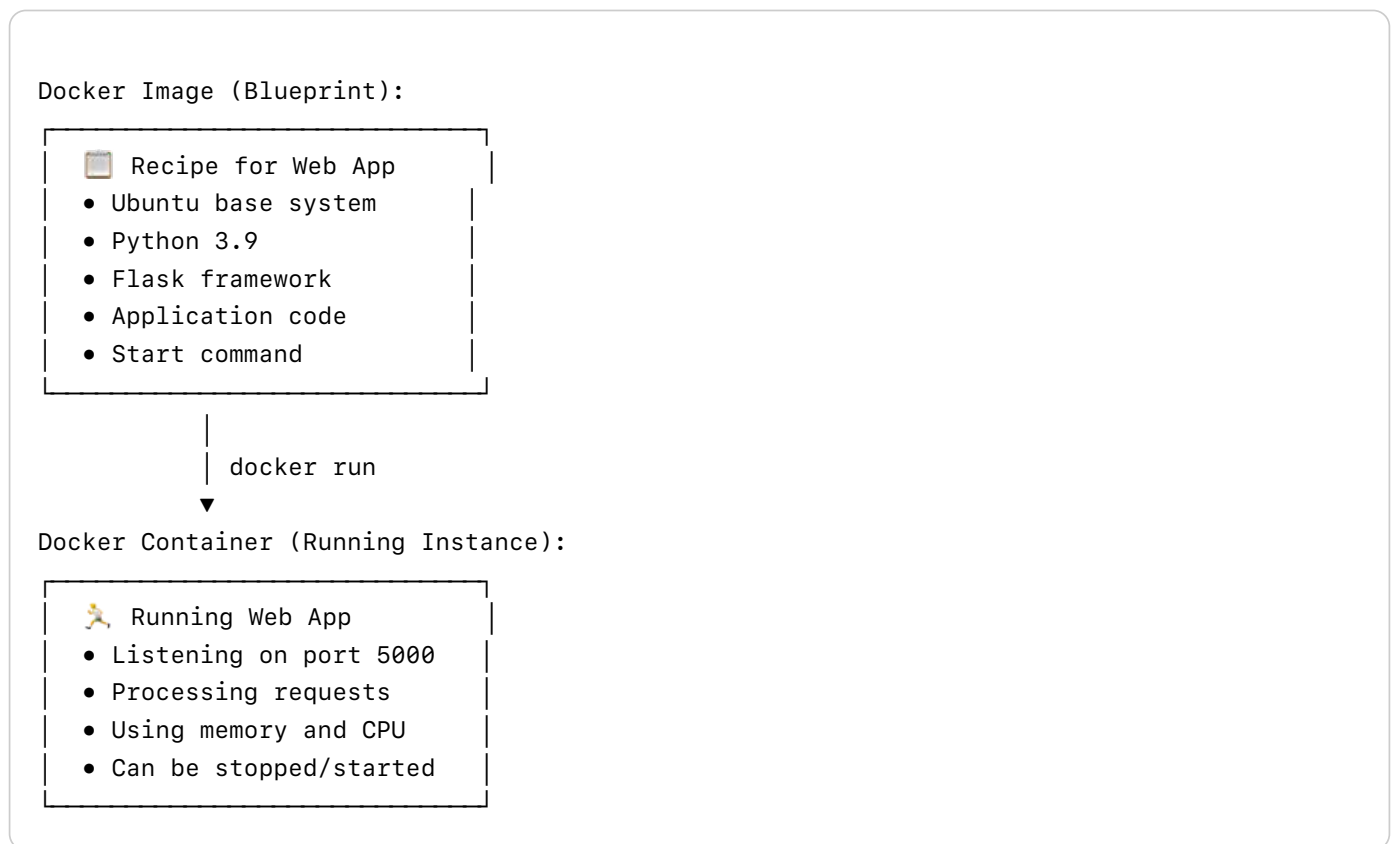 Docker Image (Blueprint):
📋 Recipe for Web App
• Ubuntu base system
• Python 3.9
• Flask framework
• Application code
• Start command
docker run
Docker Container (Running Instance):
🏃 Running Web App
• Listening on port 5000
• Processing requests
• Using memory and CPU
• Can be stopped/started